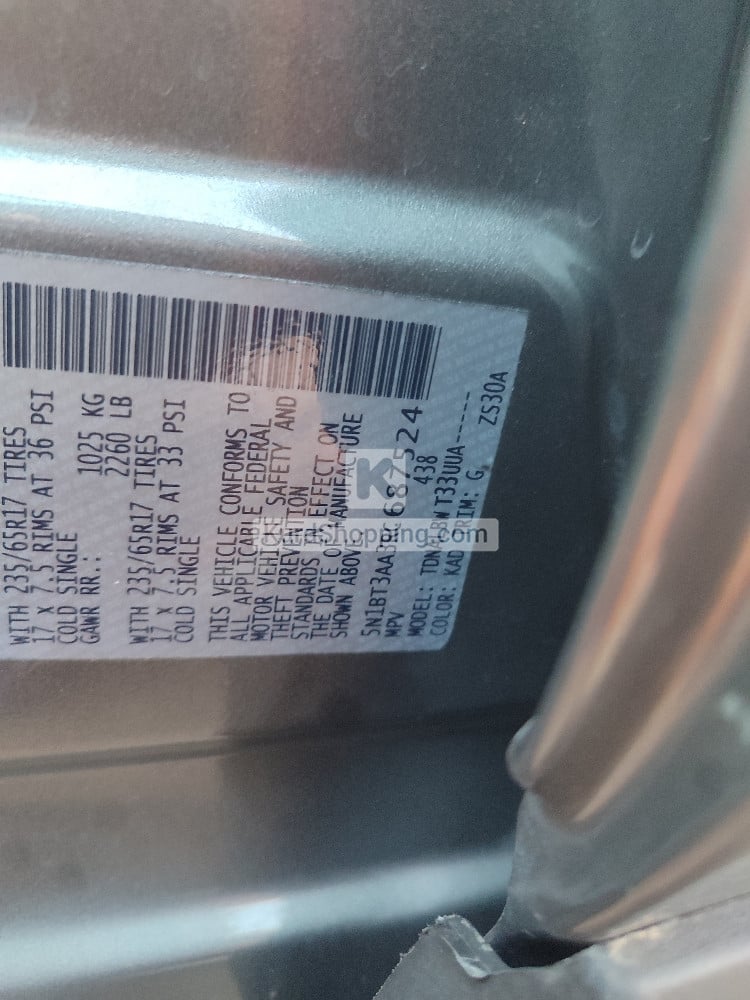 WITH 235/65R17 TIRES
17 X 7.5 RIMS AT 36 PSI
COLD SINGLE
GAWR RR.: 1025 KG
2260 LB
WITH 235/65R17 TIRES
17 X 7.5 RIMS AT 33 PSI
COLD SINGLE
THIS VEHICLE CONFORMS TO
ALL APPLICABLE FEDERAL
MOTOR VEHICLE SAFETY AND
THEFT PREVENTION
STANDARDS IN EFFECT ON
THE DATE OF MANUFACTURE
SHOWN ABOVE.
MPV 438
MODEL: T33UUA------
COLOR: KAD TRIM: G ZS30A
KiralShopping.com